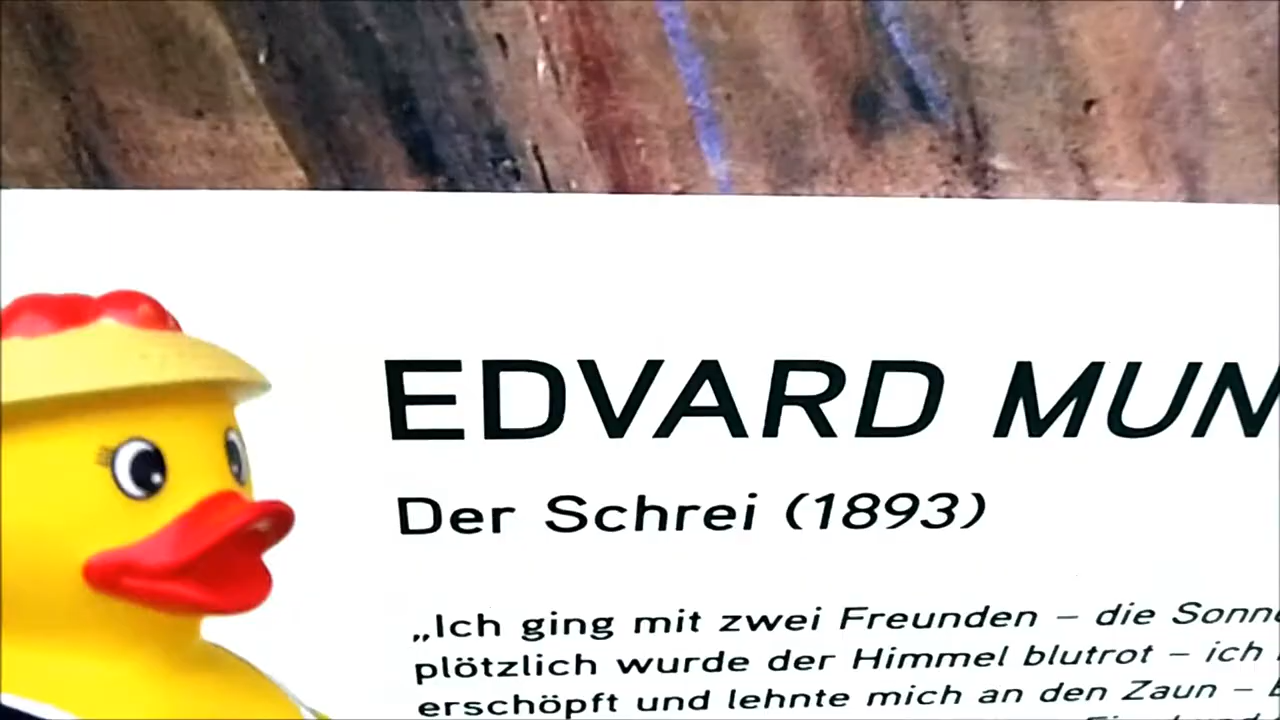 EDVARD MUN
Der Schrei (1893)
„Ich ging mit zwei Freunden – die Sonn
plötzlich wurde der Himmel blutrot – ich
erschöpft und lehnte mich an den Zaun –